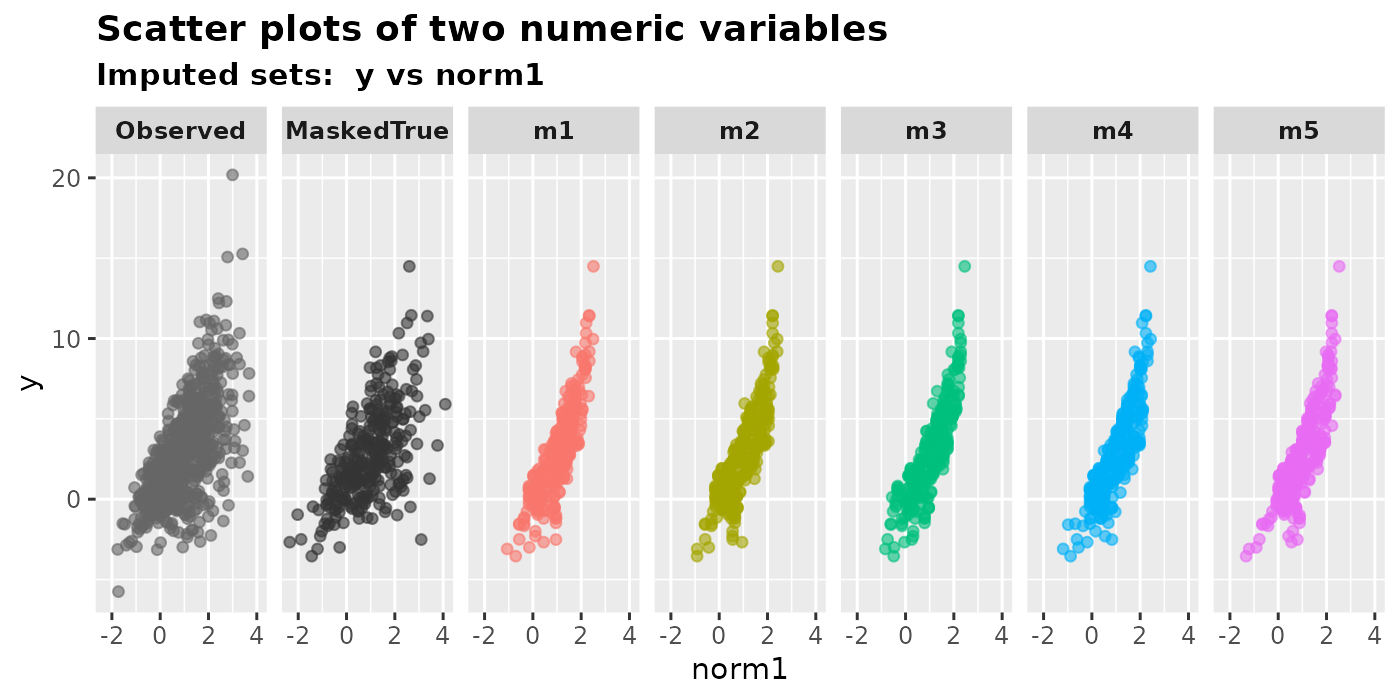 Scatter plots of two numeric variables
Imputed sets:  y vs norm1
Observed MaskedTrue m1 m2 m3 m4 m5
20
10
0
y
-2 0 2 4 -2 0 2 4 -2 0 2 4 -2 0 2 4 -2 0 2 4 -2 0 2 4 -2 0 2 4
norm1